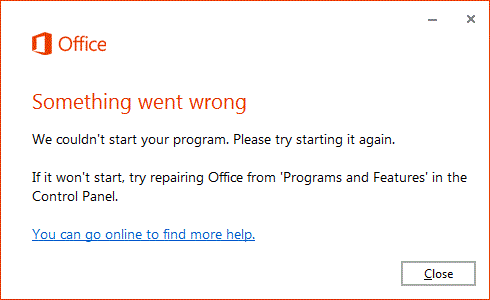 Office
Something went wrong
We couldn't start your program. Please try starting it again.
If it won't start, try repairing Office from 'Programs and Features' in the
Control Panel.
You can go online to find more help.
Close